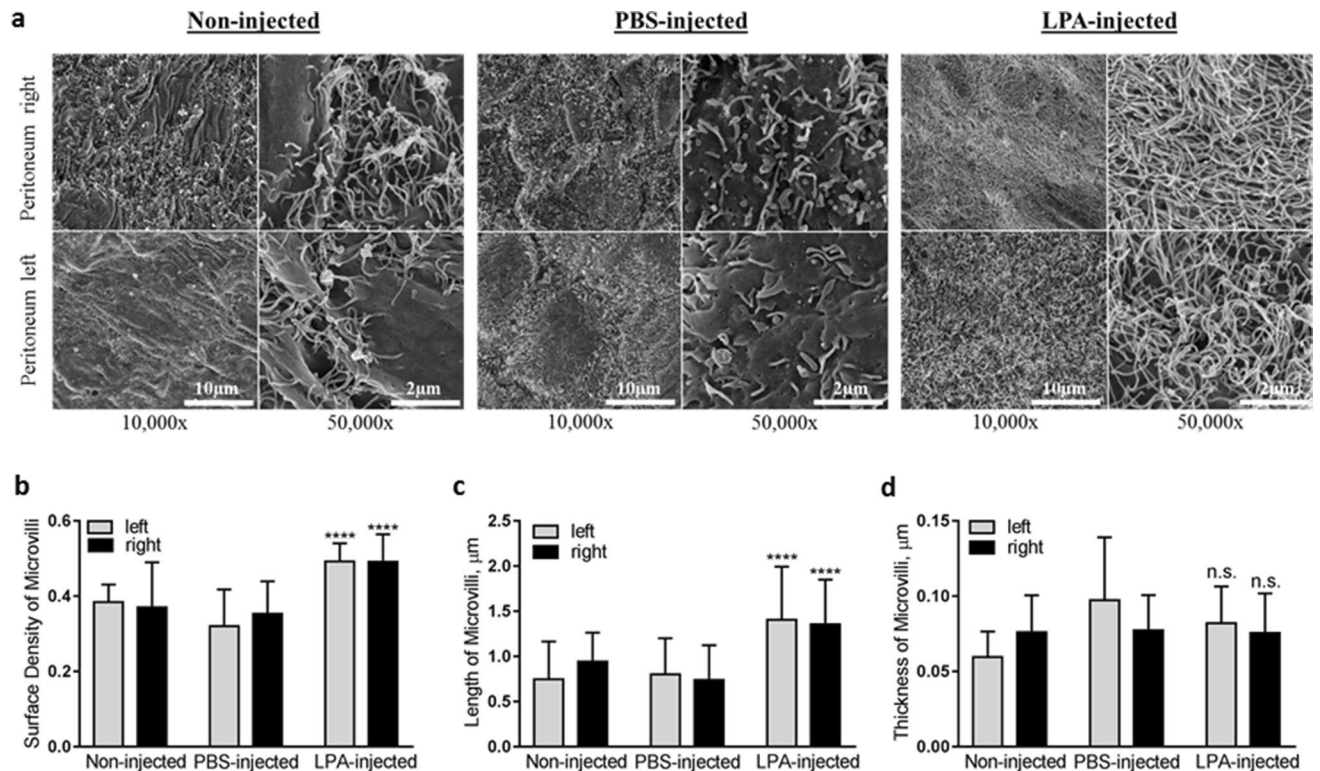 a
Non-injected PBS-injected LPA-injected
Peritoneum right
Peritoneum left
10µm 2µm 10µm 2µm 10µm 2µm
10,000x 50,000x 10,000x 50,000x 10,000x 50,000x
b
Surface Density of Microvilli
0.6
0.4
0.2
0.0
left
right
**** ****
Non-injected PBS-injected LPA-injected
c
Length of Microvilli, µm
2.5
2.0
1.5
1.0
0.5
0.0
left
right
**** ****
Non-injected PBS-injected LPA-injected
d
Thickness of Microvilli, µm
0.15
0.10
0.05
0.00
left
right
n.s. n.s.
Non-injected PBS-injected LPA-injected